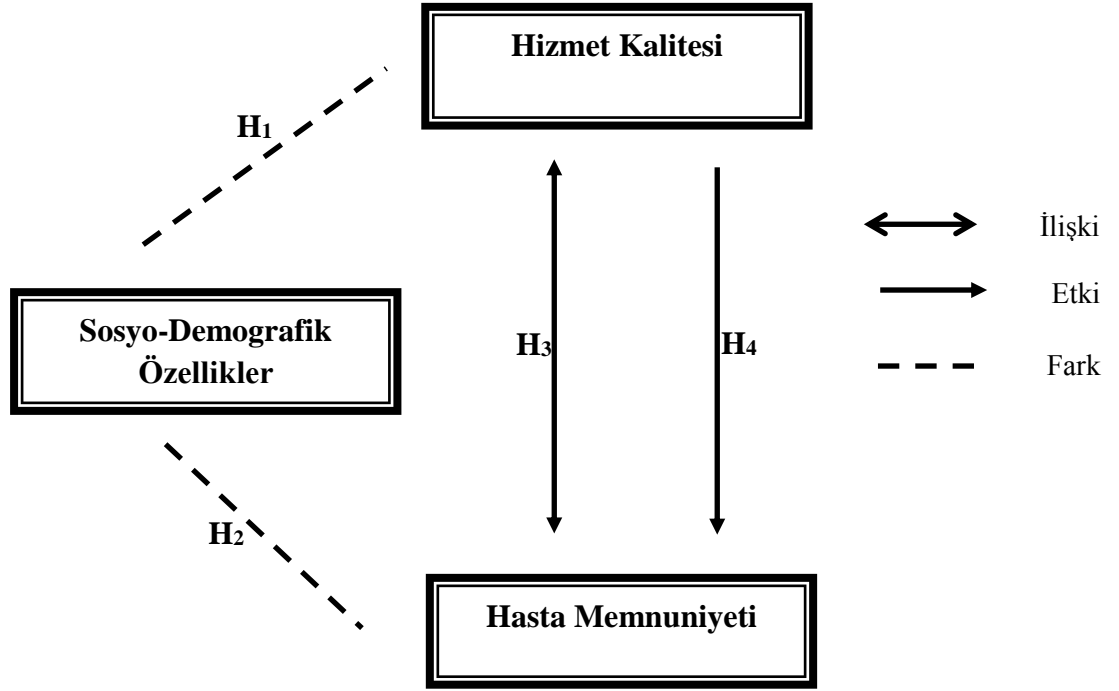 Hizmet Kalitesi
H1
İlişki
Etki
Sosyo-Demografik
Özellikler
H3
H4
Fark
H2
Hasta Memnuniyeti